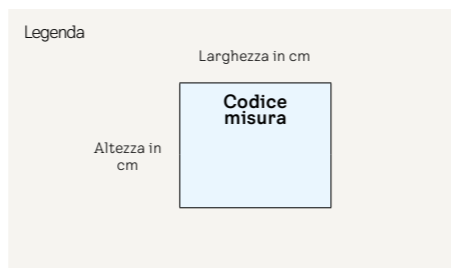 Legenda
Larghezza in cm
Codice
misura
Altezza in
cm